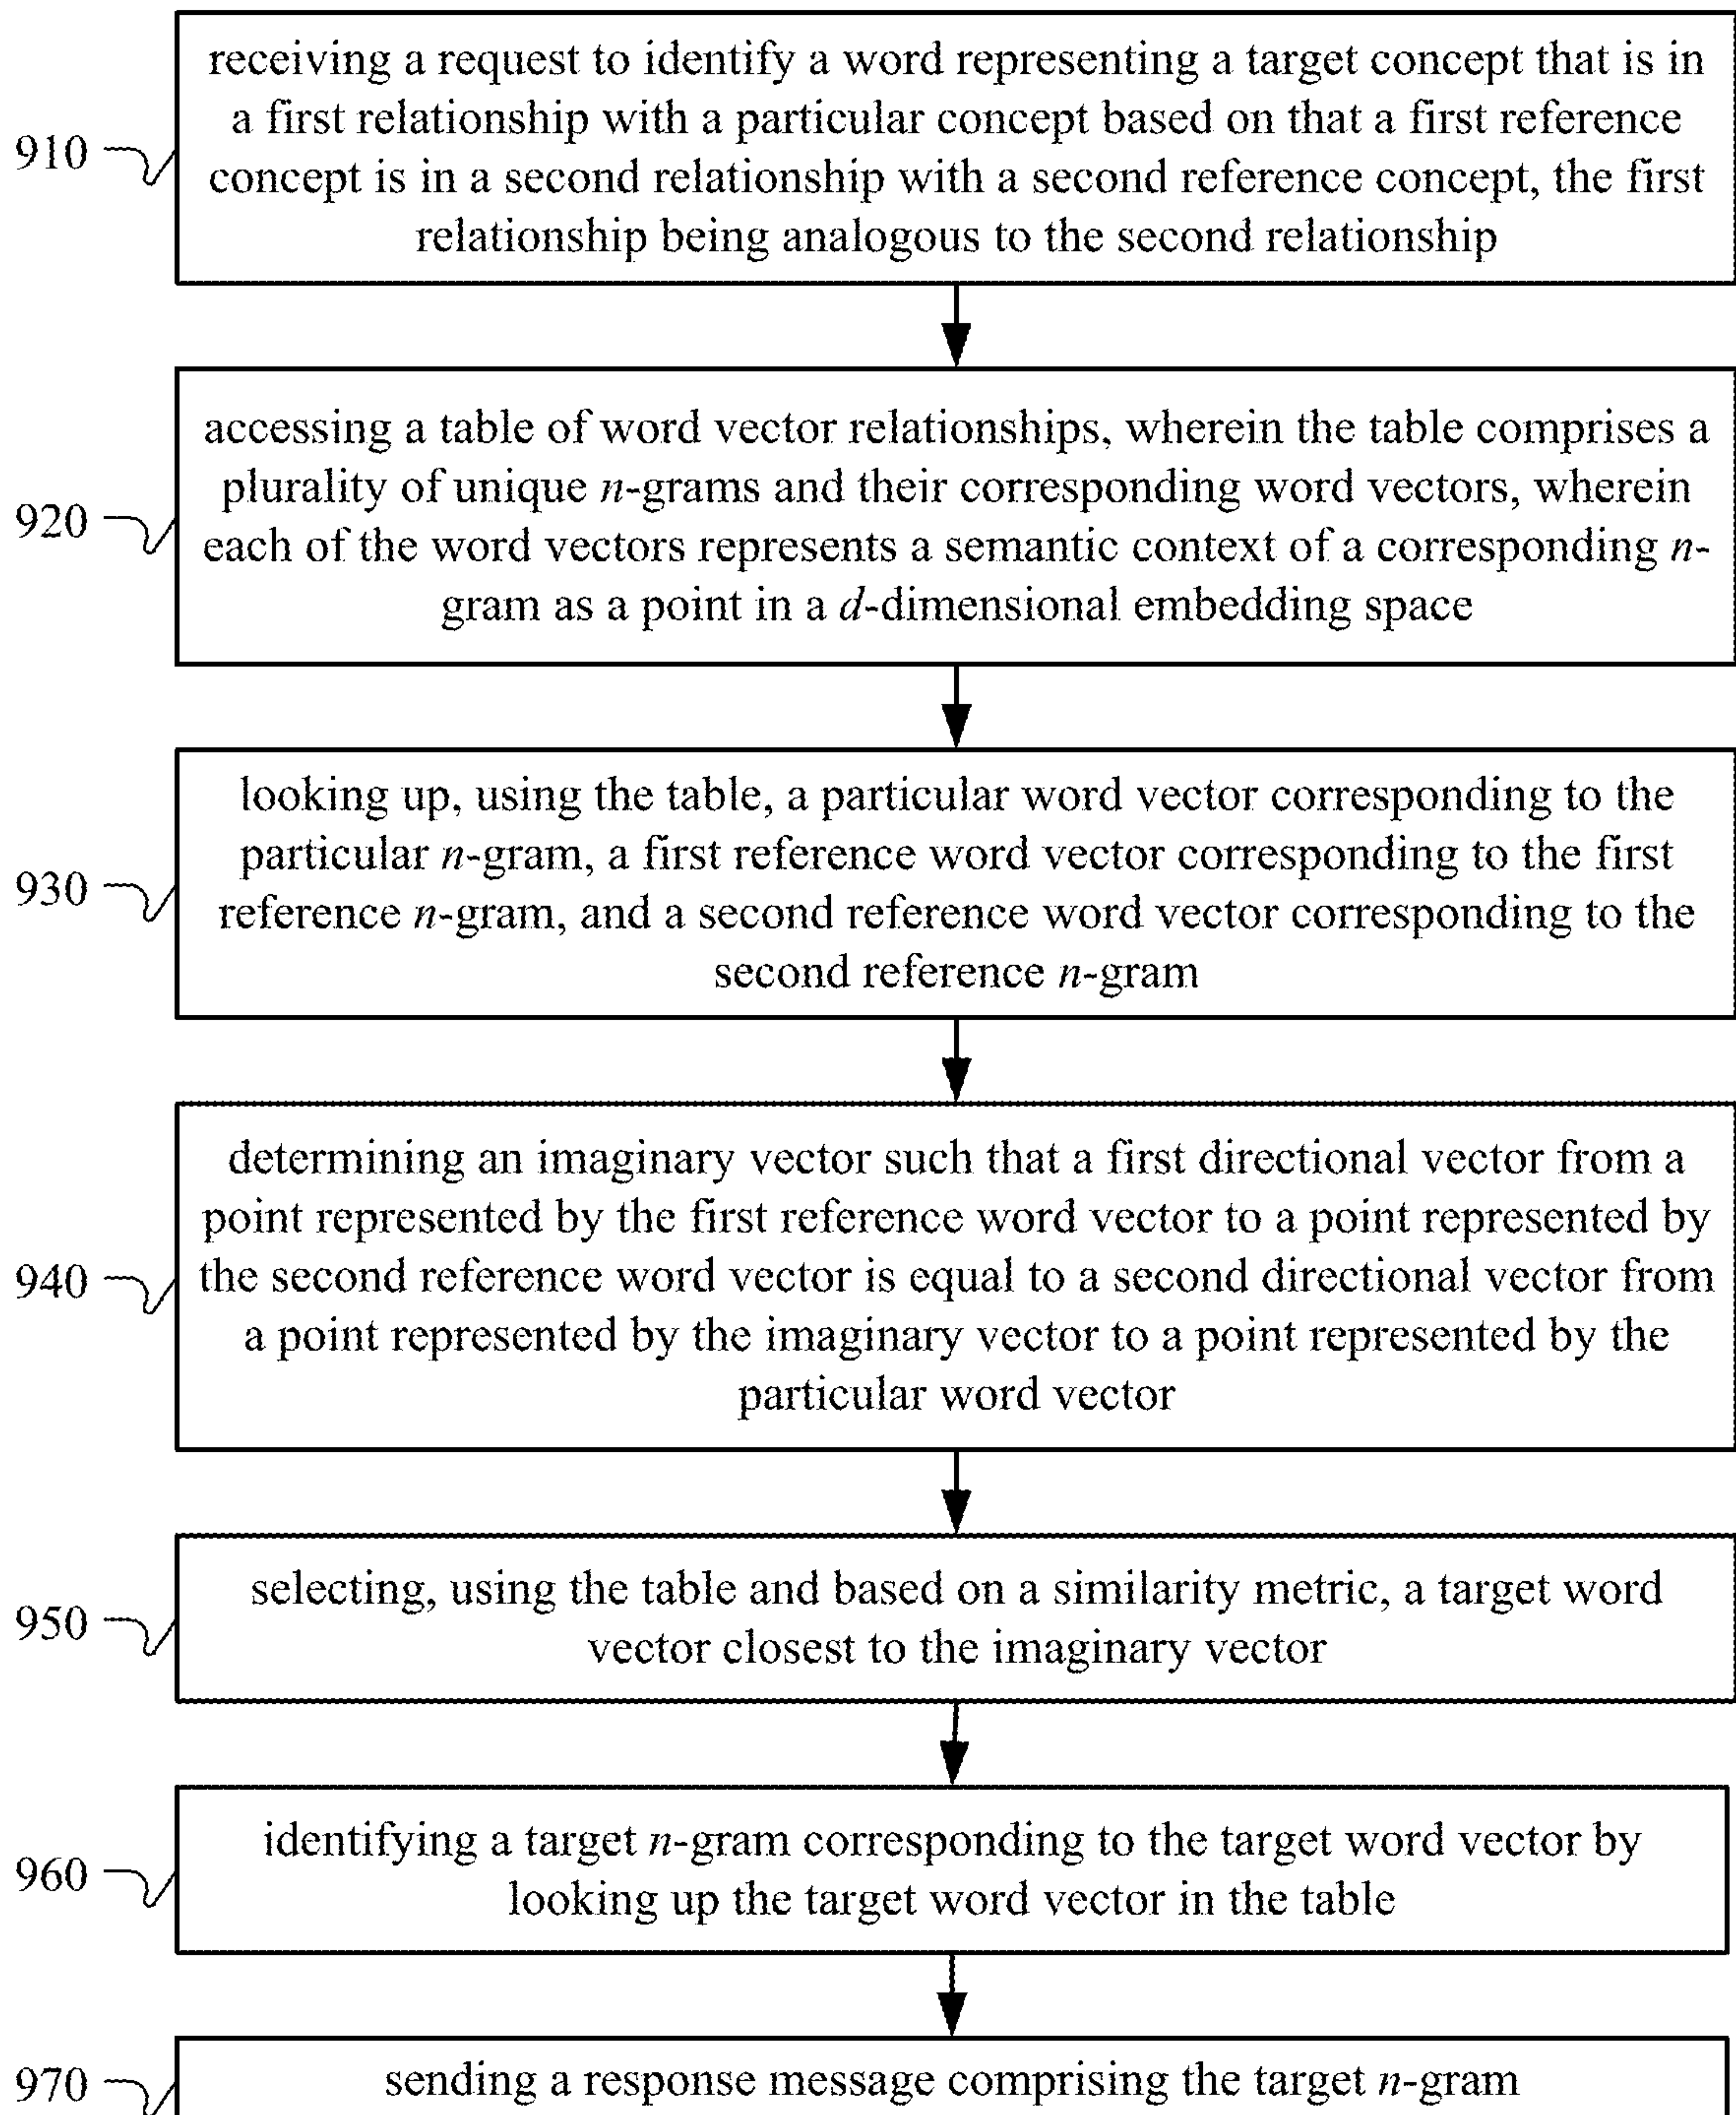 receiving a request to identify a word representing a target concept that is in
a first relationship with a particular concept based on that a first reference
910
concept is in a second relationship with a second reference concept, the first
relationship being analogous to the second relationship
accessing a table of word vector relationships, wherein the table comprises a
plurality of unique n-grams and their corresponding word vectors, wherein
920
each of the word vectors represents a semantic context of a corresponding n-
gram as a point in a d-dimensional embedding space
looking up, using the table, a particular word vector corresponding to the
particular n-gram, a first reference word vector corresponding to the first
930
reference n-gram, and a second reference word vector corresponding to the
second reference n-gram
determining an imaginary vector such that a first directional vector from a
point represented by the first reference word vector to a point represented by
940
the second reference word vector is equal to a second directional vector from
a point represented by the imaginary vector to a point represented by the
particular word vector
selecting, using the table and based on a similarity metric, a target word
950
vector closest to the imaginary vector
identifying a target n-gram corresponding to the target word vector by
960
looking up the target word vector in the table
970
sending a response message comprising the target n-gram